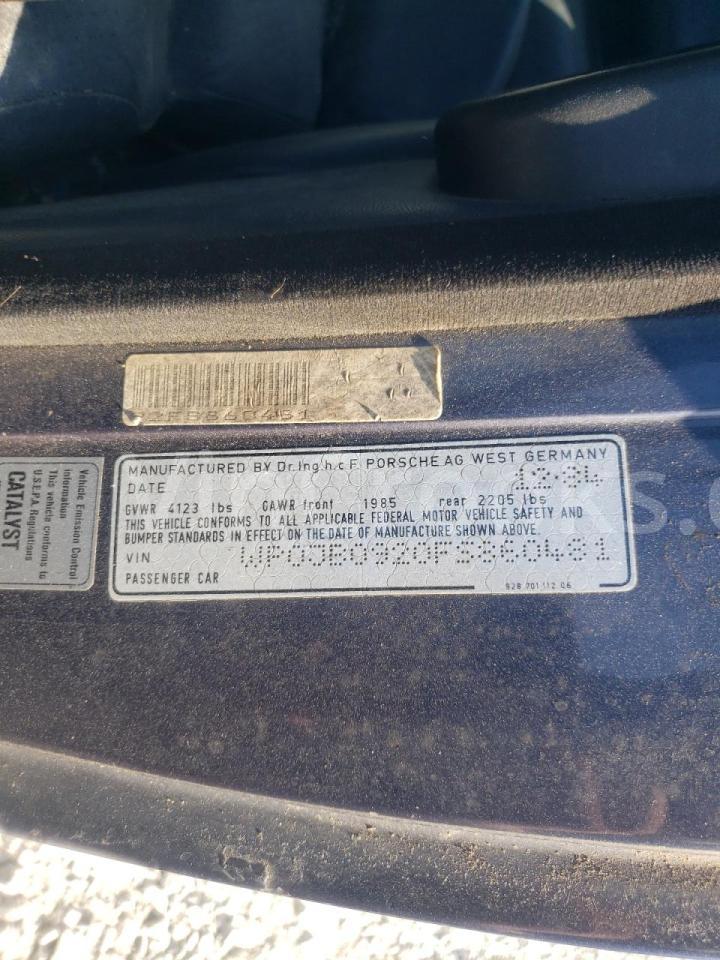 Vehicle Emission Control
Information
This vehicle conforms to
U.S.E.P.A Regulations
CATALYST
MANUFACTURED BY Dr.Ing.h.c.F. PORSCHE AG WEST GERMANY
DATE 12·84
GVWR 4123 lbs GAWR front 1985 rear 2205 lbs
THIS VEHICLE CONFORMS TO ALL APPLICABLE FEDERAL MOTOR VEHICLE SAFETY AND
BUMPER STANDARDS IN EFFECT ON THE DATE OF MANUFACTURE SHOWN ABOVE.
VIN WP0JB0920FS860481
PASSENGER CAR 928 701 112 06